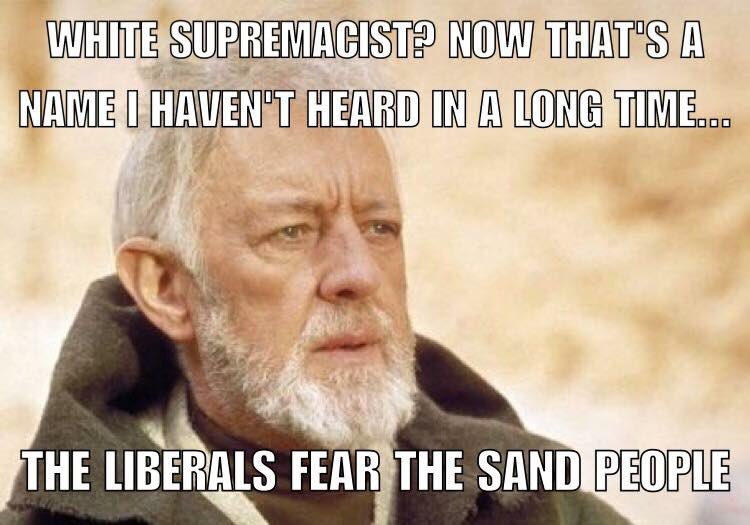 WHITE SUPREMACIST? NOW THAT'S A
NAME I HAVEN'T HEARD IN A LONG TIME...
THE LIBERALS FEAR THE SAND PEOPLE